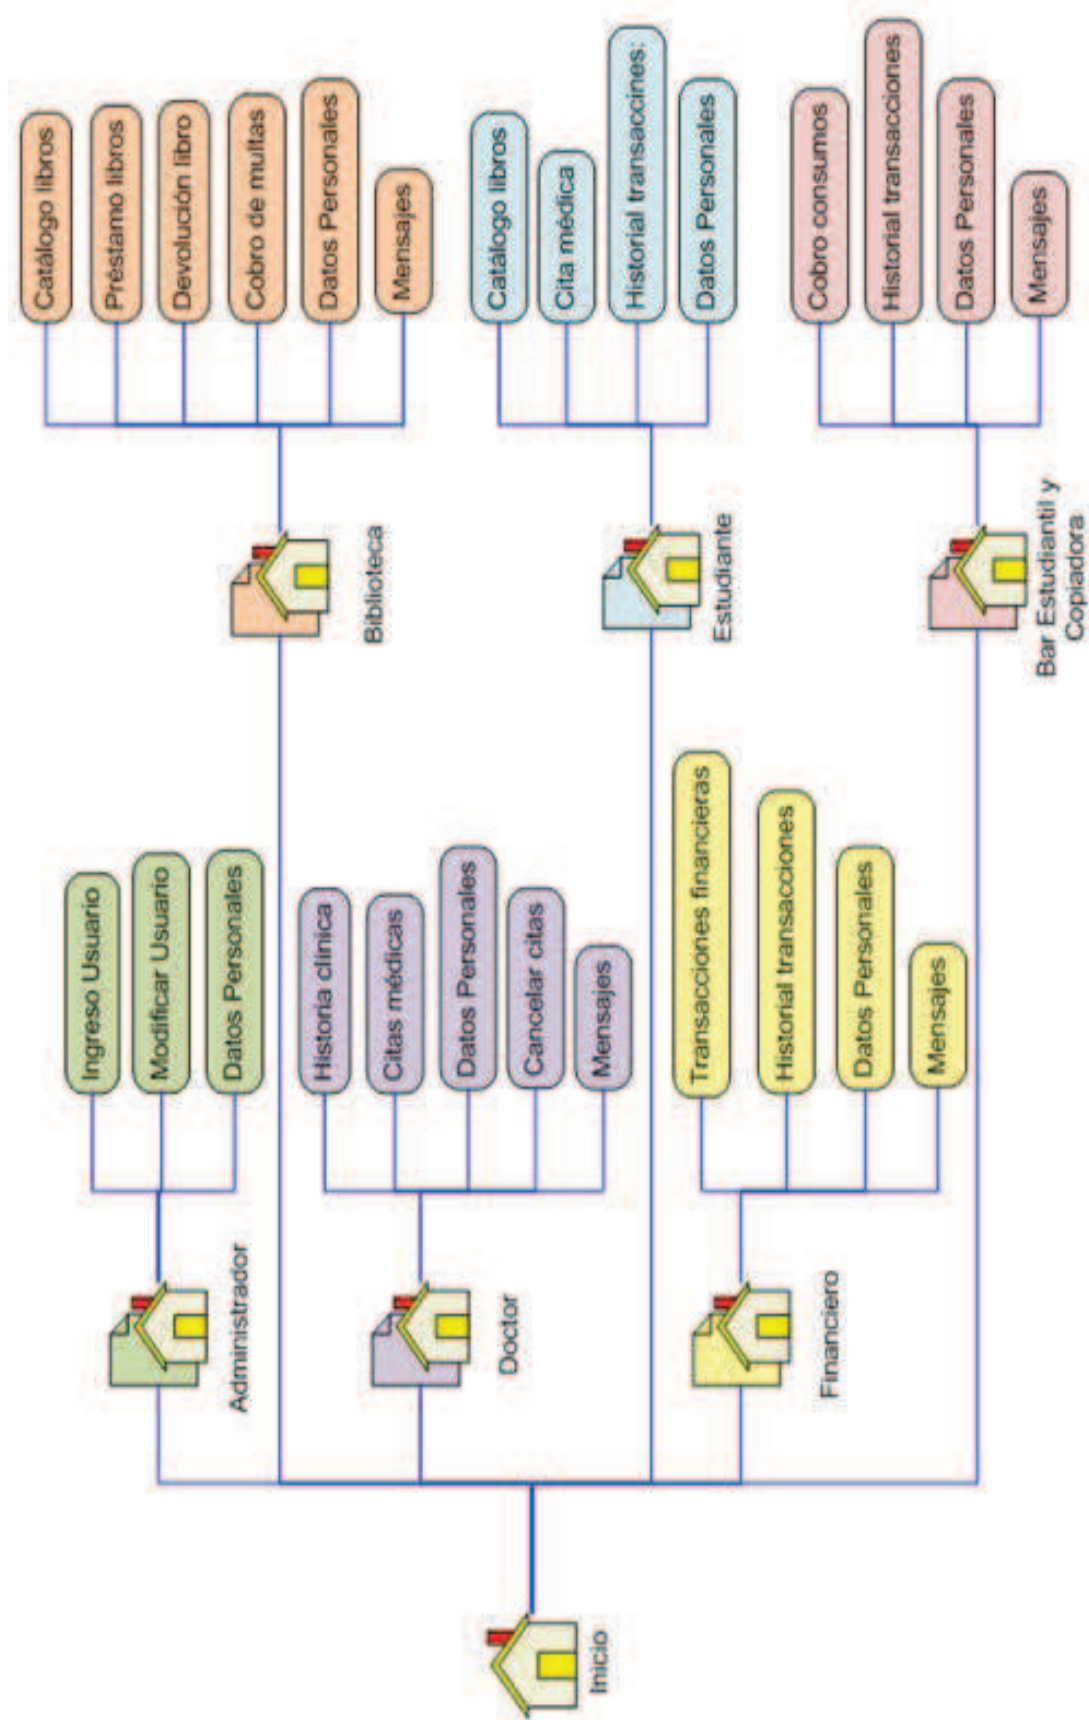 Inicio
Administrador
Ingreso Usuario
Modificar Usuario
Datos Personales
Biblioteca
Catálogo libros
Préstamo libros
Devolución libro
Cobro de multas
Datos Personales
Mensajes
Doctor
Historia clínica
Citas médicas
Datos Personales
Cancelar citas
Mensajes
Estudiante
Catálogo libros
Cita médica
Historial transaccines:
Datos Personales
Financiero
Transacciones financieras
Historial transacciones
Datos Personales
Mensajes
Bar Estudiantil y
Copiadora
Cobro consumos
Historial transacciones
Datos Personales
Mensajes